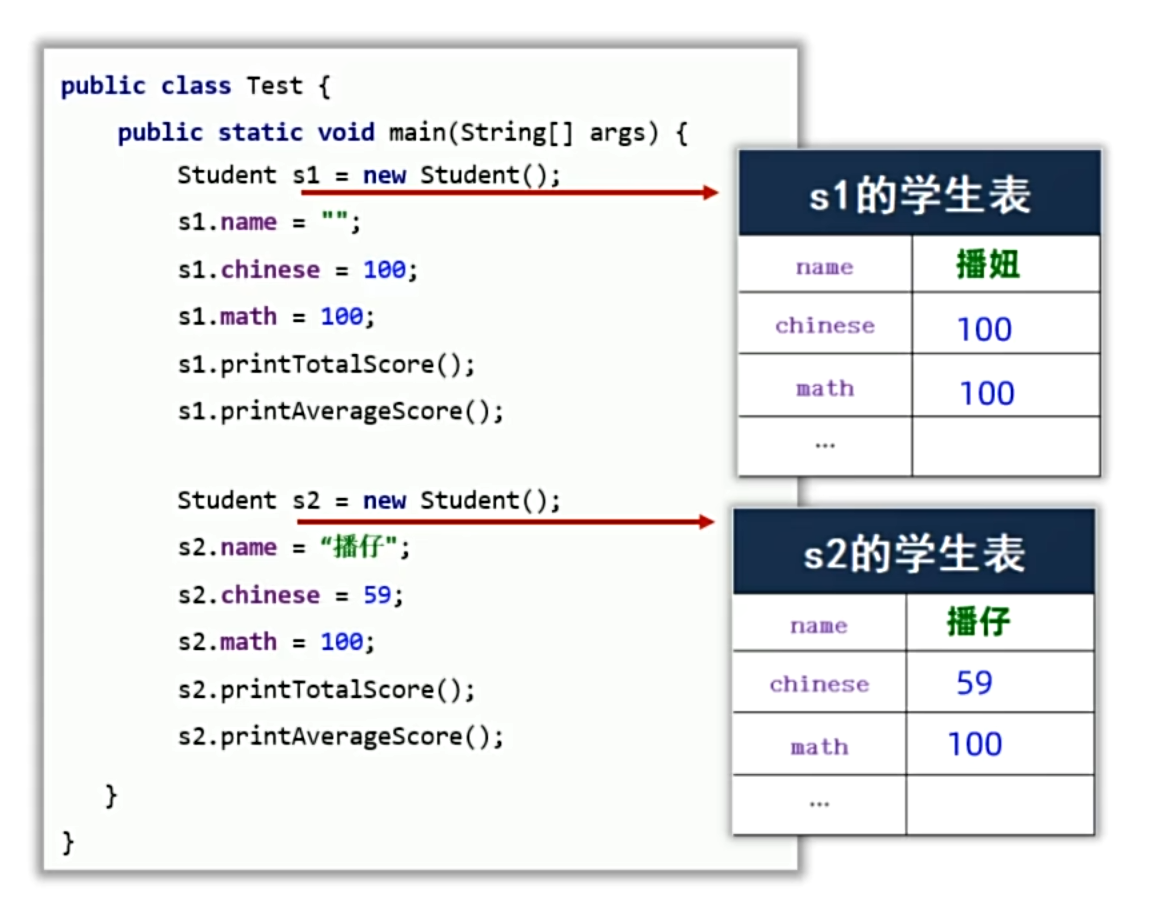 public class Test {
public static void main(String[] args) {
Student s1 = new Student();
s1.name = "";
s1.chinese = 100;
s1.math = 100;
s1.printTotalScore();
s1.printAverageScore();
Student s2 = new Student();
s2.name = “播仔";
s2.chinese = 59;
s2.math = 100;
s2.printTotalScore();
s2.printAverageScore();
}
}
s1的学生表
name 播妞
chinese 100
math 100
...
s2的学生表
name 播仔
chinese 59
math 100
...